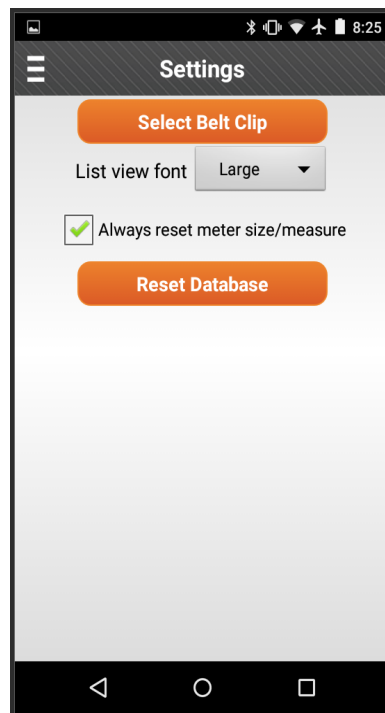 8:25
Settings
Select Belt Clip
List view font Large
Always reset meter size/measure
Reset Database